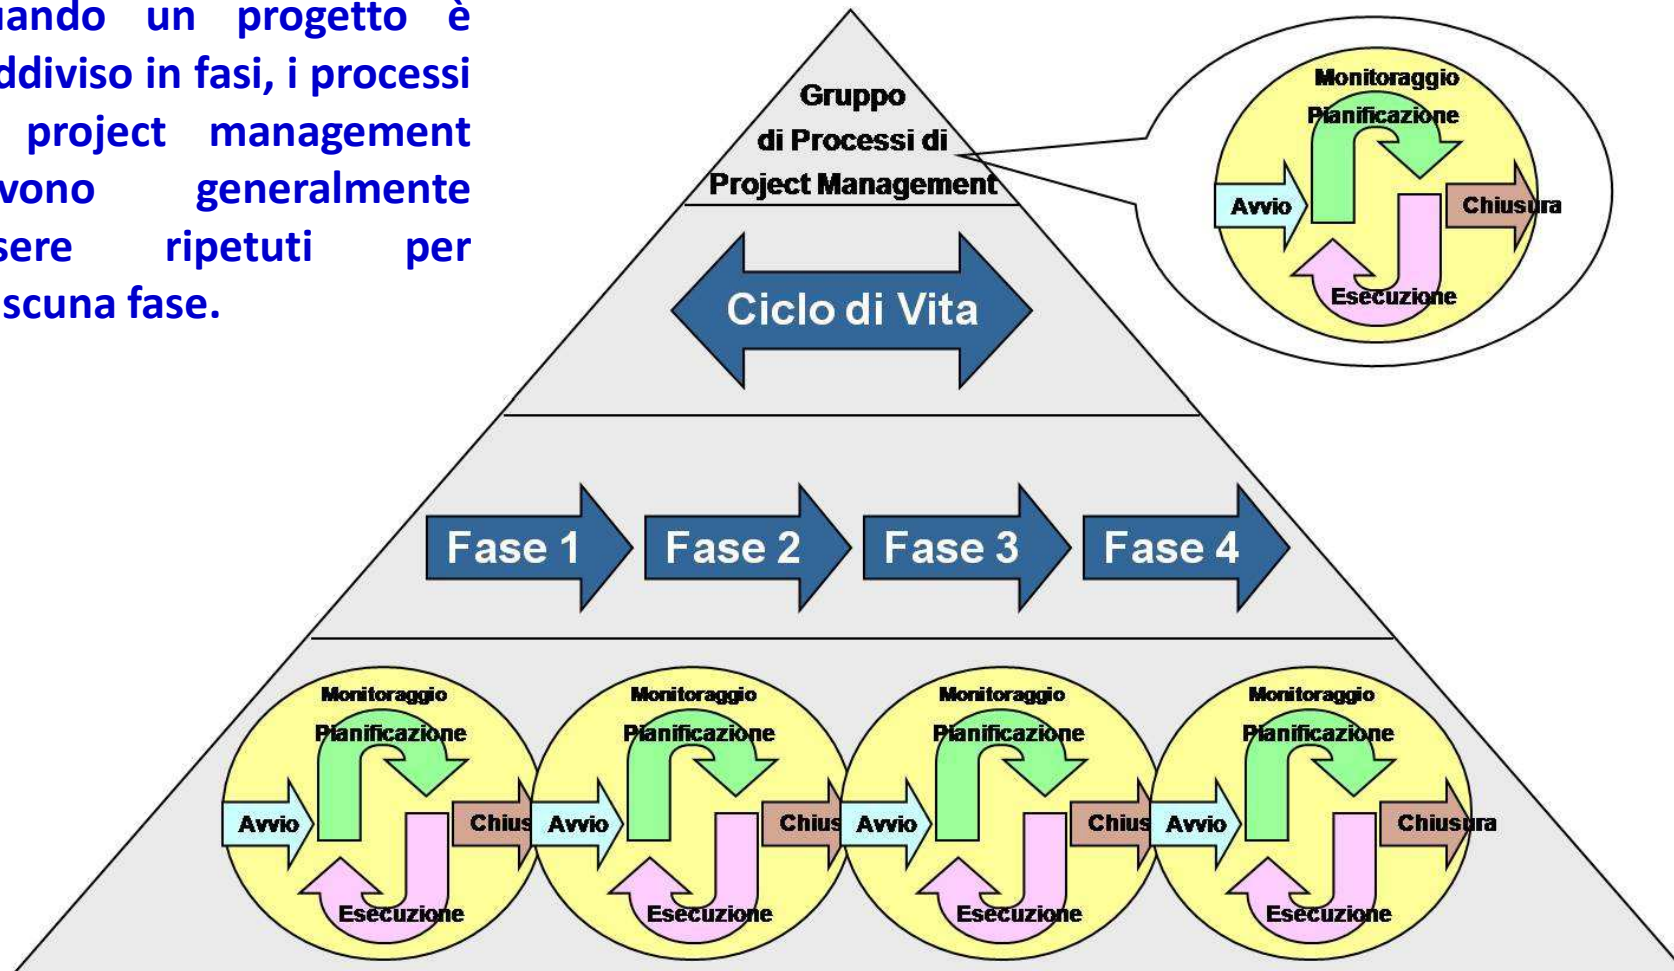 uando un progetto è
ddiviso in fasi, i processi
project management
vono generalmente
sere ripetuti per
scuna fase.
Gruppo
di Processi di
Project Management
Monitoraggio
Pianificazione
Avvio
Chiusura
Esecuzione
Ciclo di Vita
Fase 1 Fase 2 Fase 3 Fase 4
Monitoraggio Monitoraggio Monitoraggio Monitoraggio
Pianificazione Pianificazione Pianificazione Pianificazione
Avvio Chius Avvio Chius Avvio Chius Avvio Chiusura
Esecuzione Esecuzione Esecuzione Esecuzione